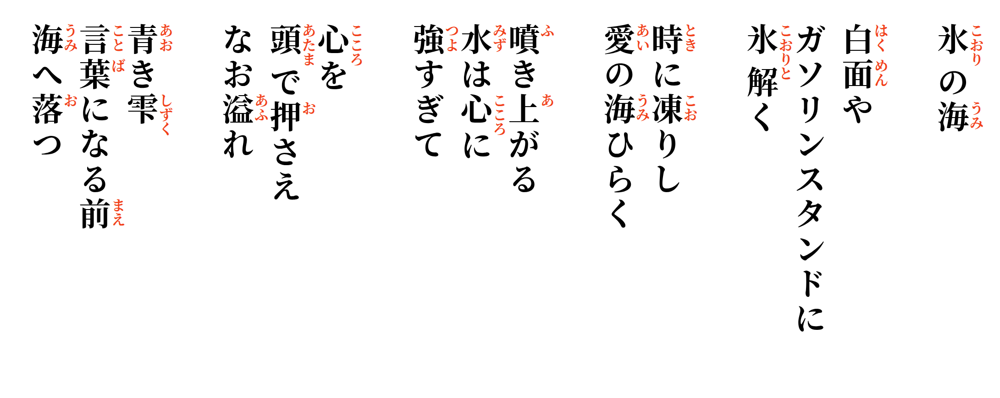 氷の海
白面や
ガソリンスタンドに
氷解く
時に凍りし
愛の海ひらく
噴き上がる
水は心に
強すぎて
心を
頭で押さえ
なお溢れ
青き雫
言葉になる前
海へ落つ